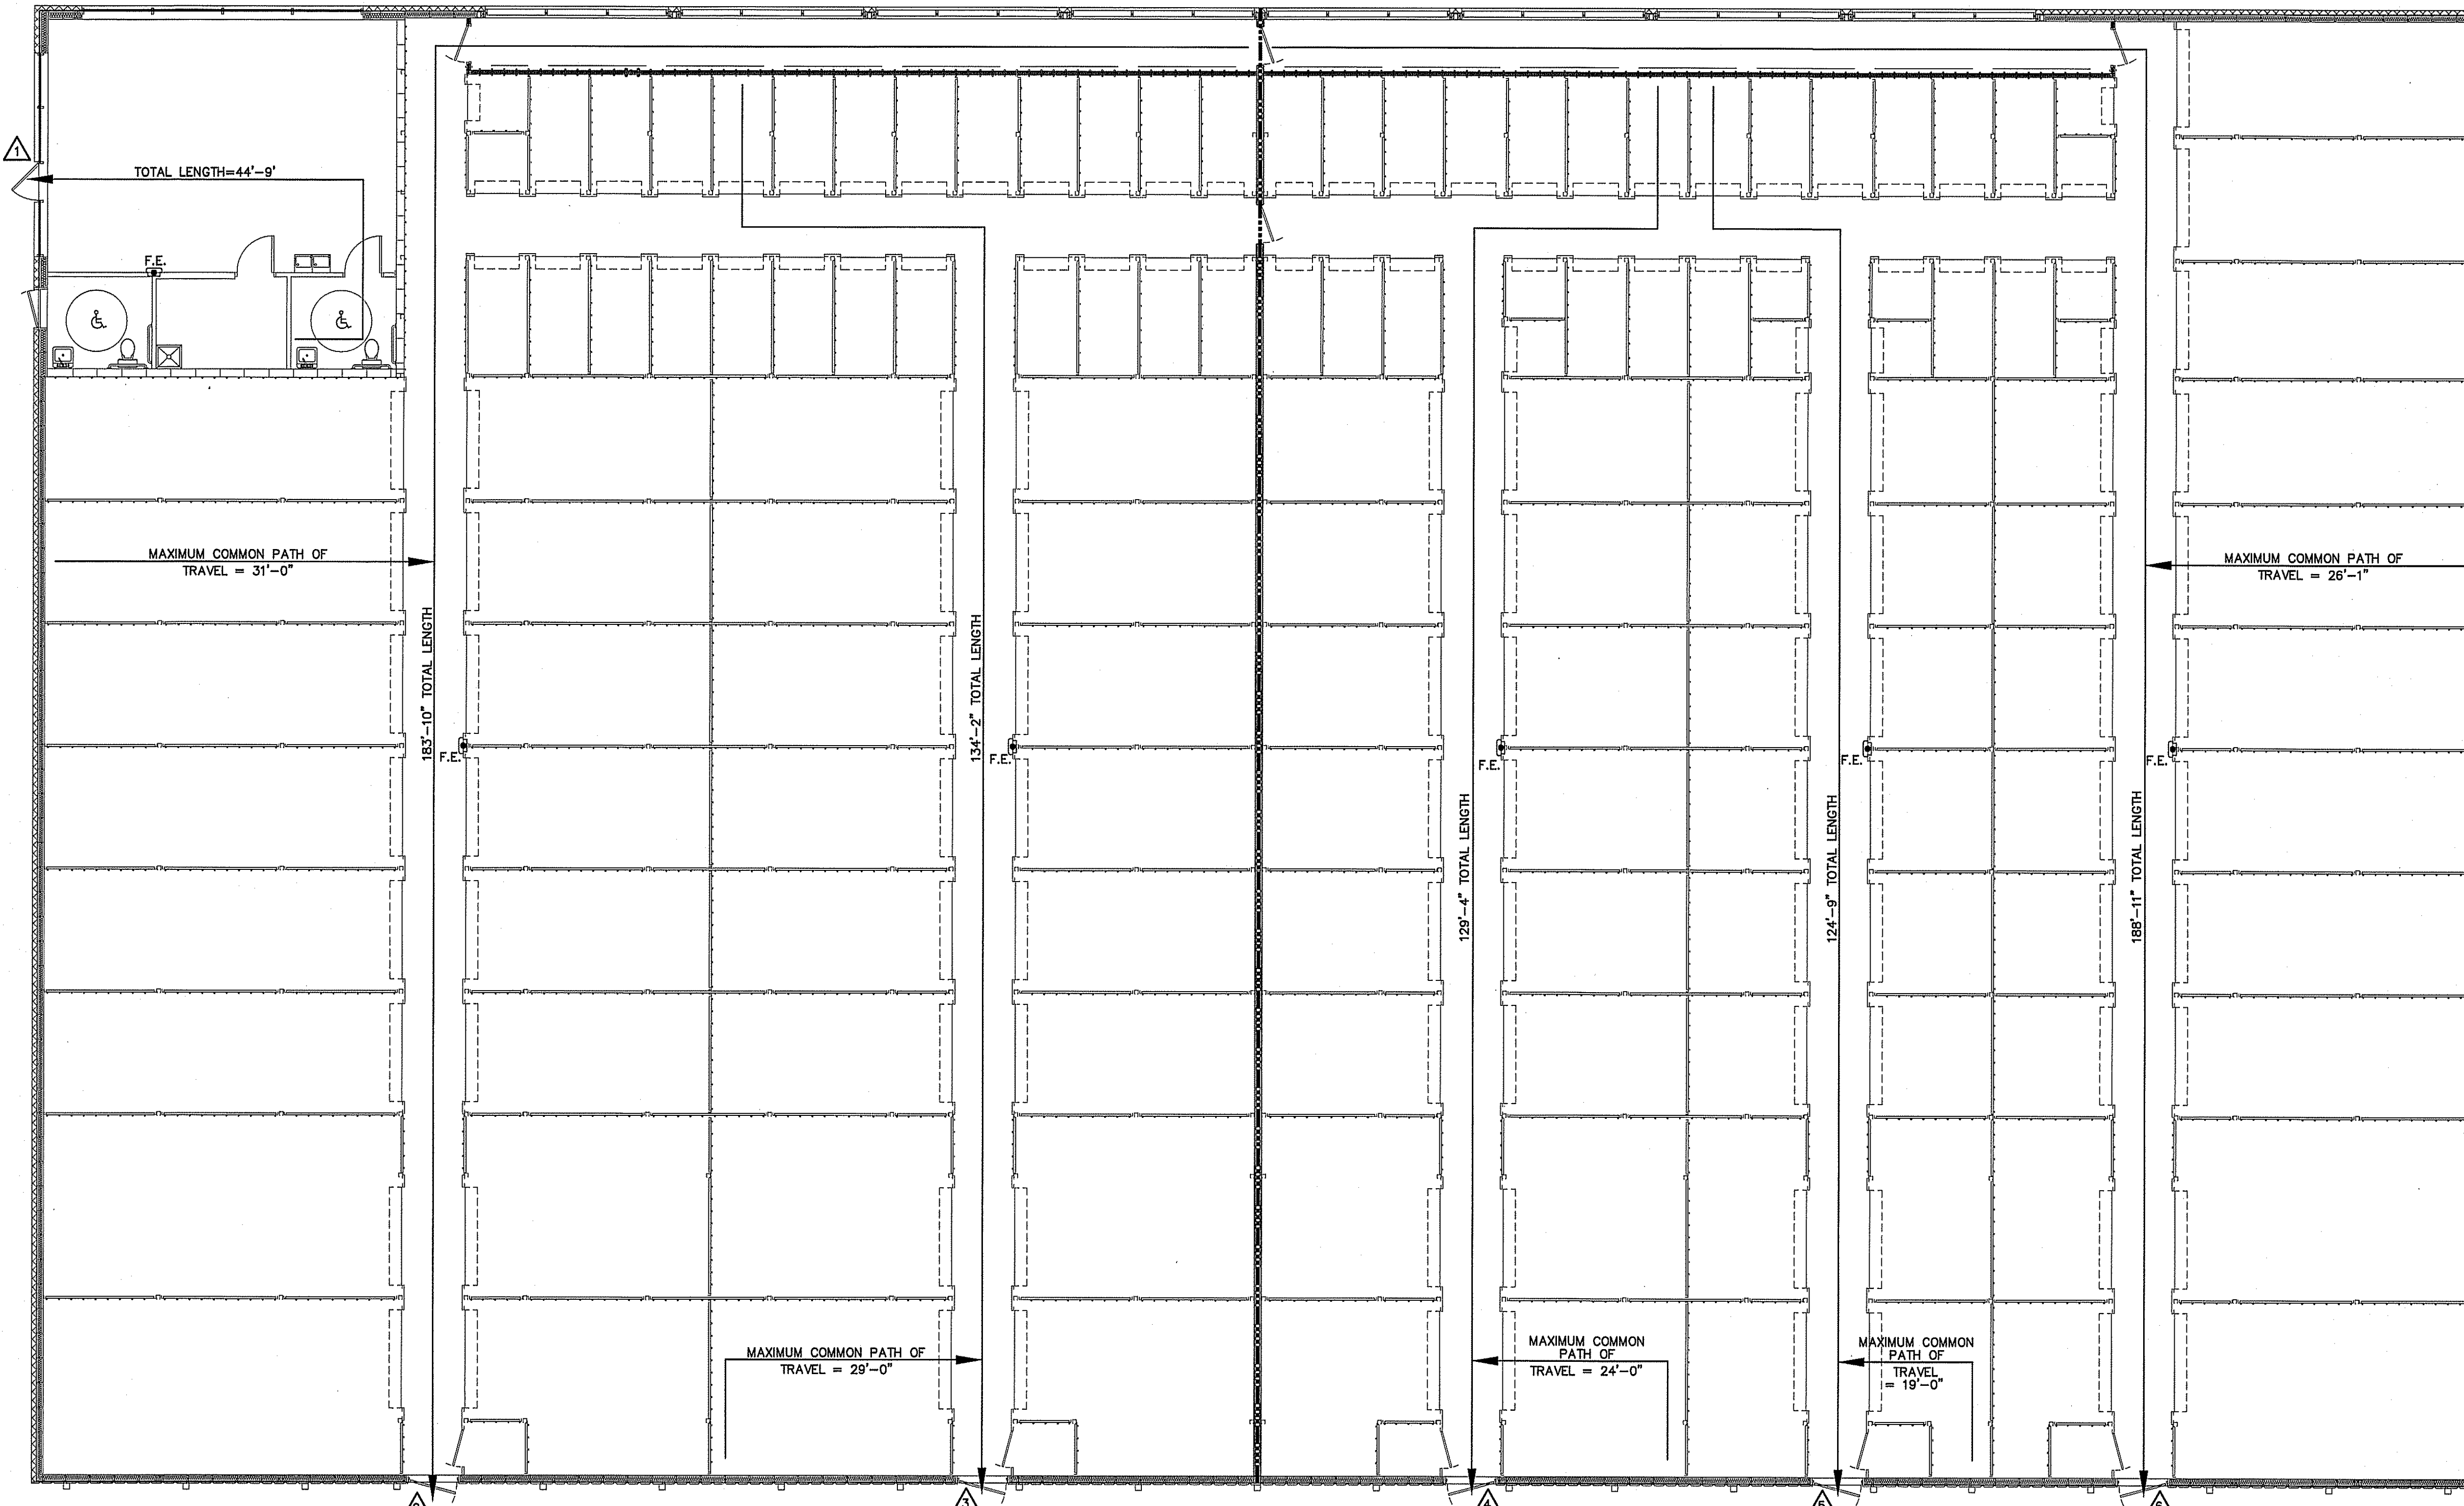 1
TOTAL LENGTH=44'-9'
F.E.
MAXIMUM COMMON PATH OF
TRAVEL = 31'-0"
MAXIMUM COMMON PATH OF
TRAVEL = 26'-1"
183'-10" TOTAL LENGTH
134'-2" TOTAL LENGTH
129'-4" TOTAL LENGTH
124'-9" TOTAL LENGTH
188'-11" TOTAL LENGTH
F.E.
F.E.
F.E.
F.E.
F.E.
MAXIMUM COMMON PATH OF
TRAVEL = 29'-0"
MAXIMUM COMMON
PATH OF
TRAVEL = 24'-0"
MAXIMUM COMMON
PATH OF
TRAVEL
= 19'-0"
3
4
5
6